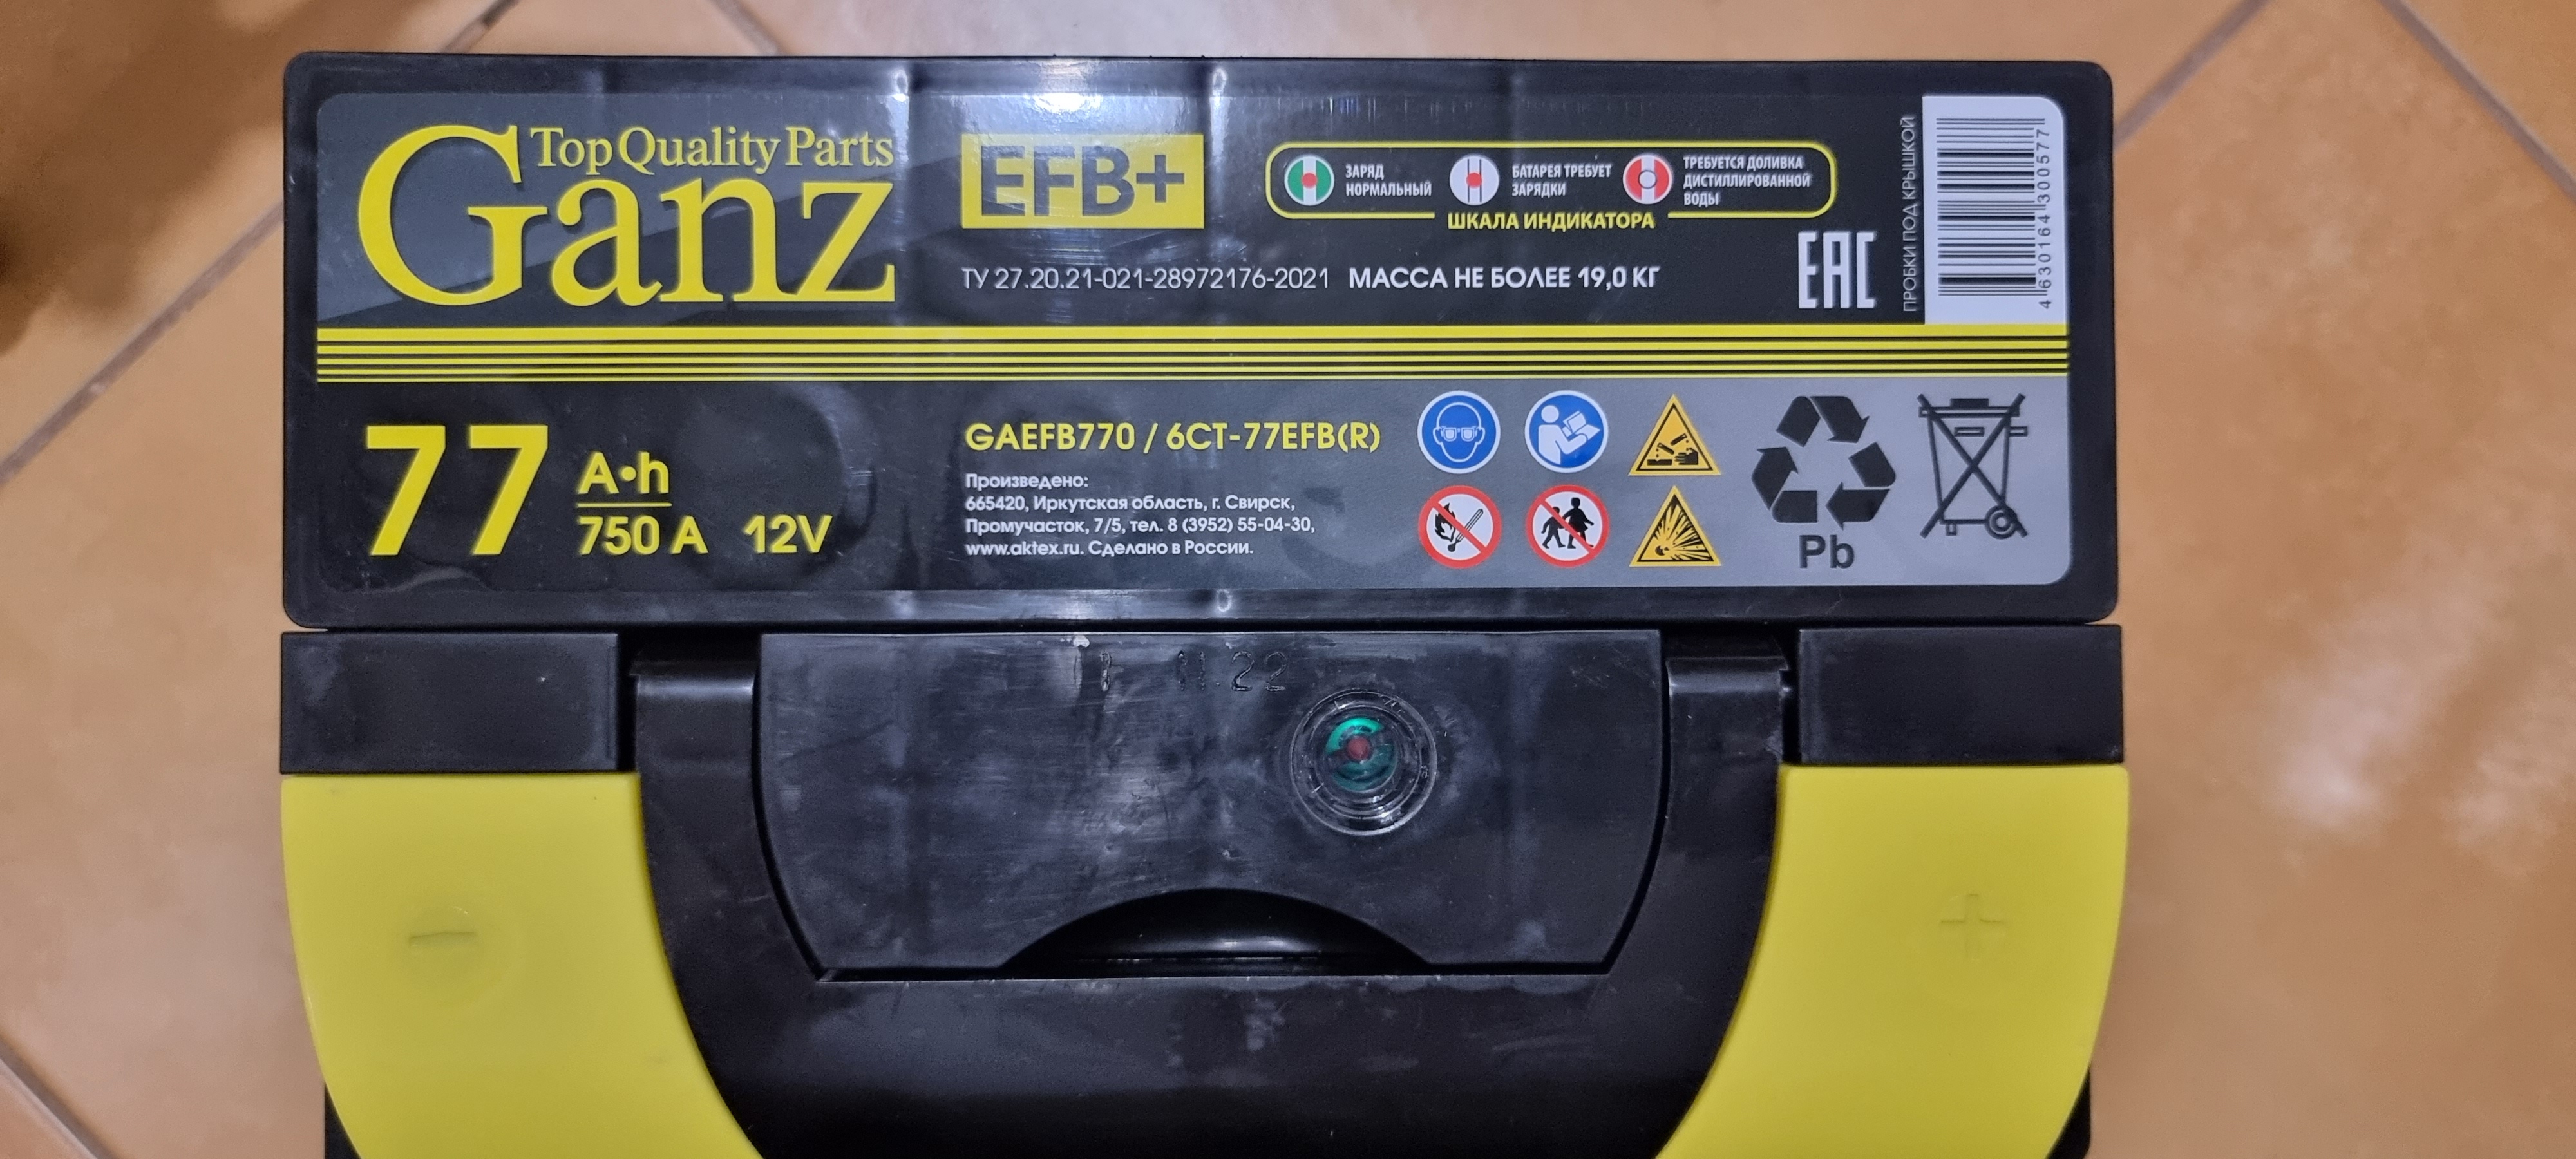 Top Quality Parts
Ganz
EFB+
ЗАРЯД
НОРМАЛЬНЫЙ
БАТАРЕЯ ТРЕБУЕТ
ЗАРЯДКИ
ТРЕБУЕТСЯ ДОЛИВКА
ДИСТИЛЛИРОВАННОЙ
ВОДЫ
ШКАЛА ИНДИКАТОРА
ТУ 27.20.21-021-28972176-2021 МАССА НЕ БОЛЕЕ 19,0 КГ
EAC
ПРОБКИ ПОД КРЫШКОЙ
4 630164 300577
77
A•h
750 A 12V
GAEFB770 / 6СТ-77EFB(R)
Произведено:
665420, Иркутская область, г. Свирск,
Промучасток, 7/5, тел. 8 (3952) 55-04-30,
www.aktex.ru. Сделано в России.
Pb
11 22
− +